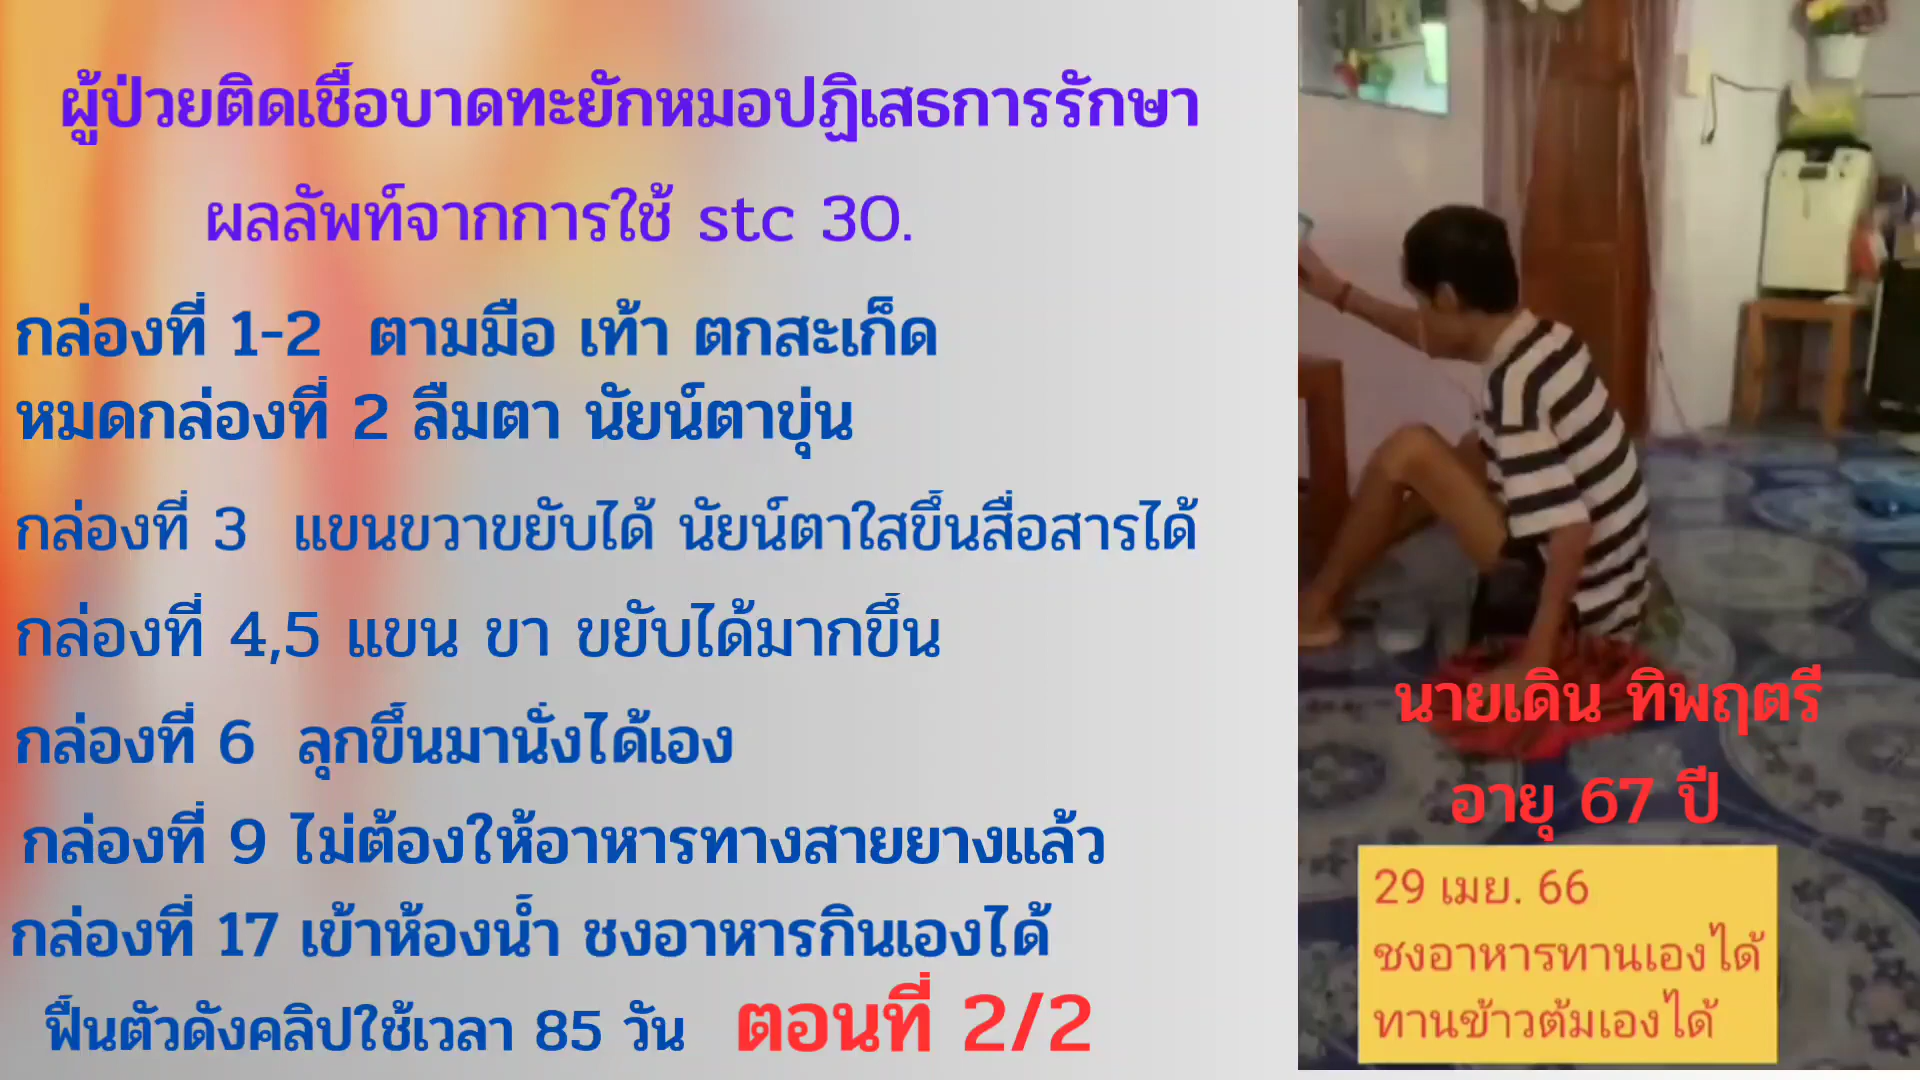 ผู้ป่วยติดเชื้อบาดทะยักหมอปฏิเสธการรักษา
ผลลัพท์จากการใช้ stc 30.
กล่องที่ 1-2 ตามมือ เท้า ตกสะเก็ด
หมดกล่องที่ 2 ลืมตา นัยน์ตาขุ่น
กล่องที่ 3 แขนขวาขยับได้ นัยน์ตาใสขึ้นสื่อสารได้
กล่องที่ 4,5 แขน ขา ขยับได้มากขึ้น
กล่องที่ 6 ลุกขึ้นมานั่งได้เอง
กล่องที่ 9 ไม่ต้องให้อาหารทางสายยางแล้ว
กล่องที่ 17 เข้าห้องน้ำ ชงอาหารกินเองได้
ฟื้นตัวดังคลิปใช้เวลา 85 วัน ตอนที่ 2/2
นายเดิน ทิพฤตรี
อายุ 67 ปี
29 เมย. 66
ชงอาหารทานเองได้
ทานข้าวต้มเองได้